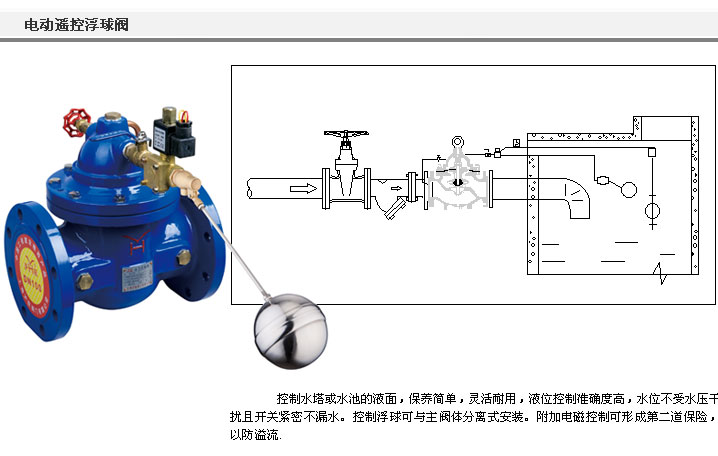 电动遥控浮球阀
DN100
控制水塔或水池的液面，保养简单，灵活耐用，液位控制准确度高，水位不受水压干
扰且开关紧密不漏水。控制浮球可与主阀体分离式安装。附加电磁控制可形成第二道保险，
以防溢流.